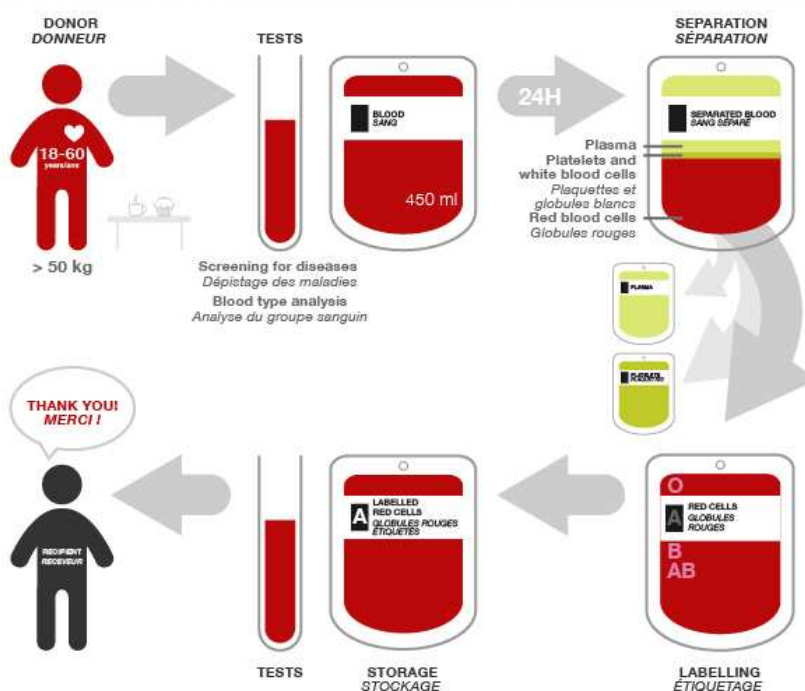 DONOR
DONNEUR
TESTS
SEPARATION
SÉPARATION
18-60
years/ans
> 50 kg
BLOOD
SANG
450 ml
24H
SEPARATED BLOOD
SANG SÉPARÉ
Plasma
Platelets and
white blood cells
Plaquettes et
globules blancs
Red blood cells
Globules rouges
Screening for diseases
Dépistage des maladies
Blood type analysis
Analyse du groupe sanguin
PLASMA
PLATELETS
PLAQUETTES
THANK YOU!
MERCI !
RECIPIENT
RECEVEUR
A
LABELLED
RED CELLS
GLOBULES ROUGES
ÉTIQUETÉS
O
A
RED CELLS
GLOBULES
ROUGES
B
AB
TESTS
STORAGE
STOCKAGE
LABELLING
ÉTIQUETAGE